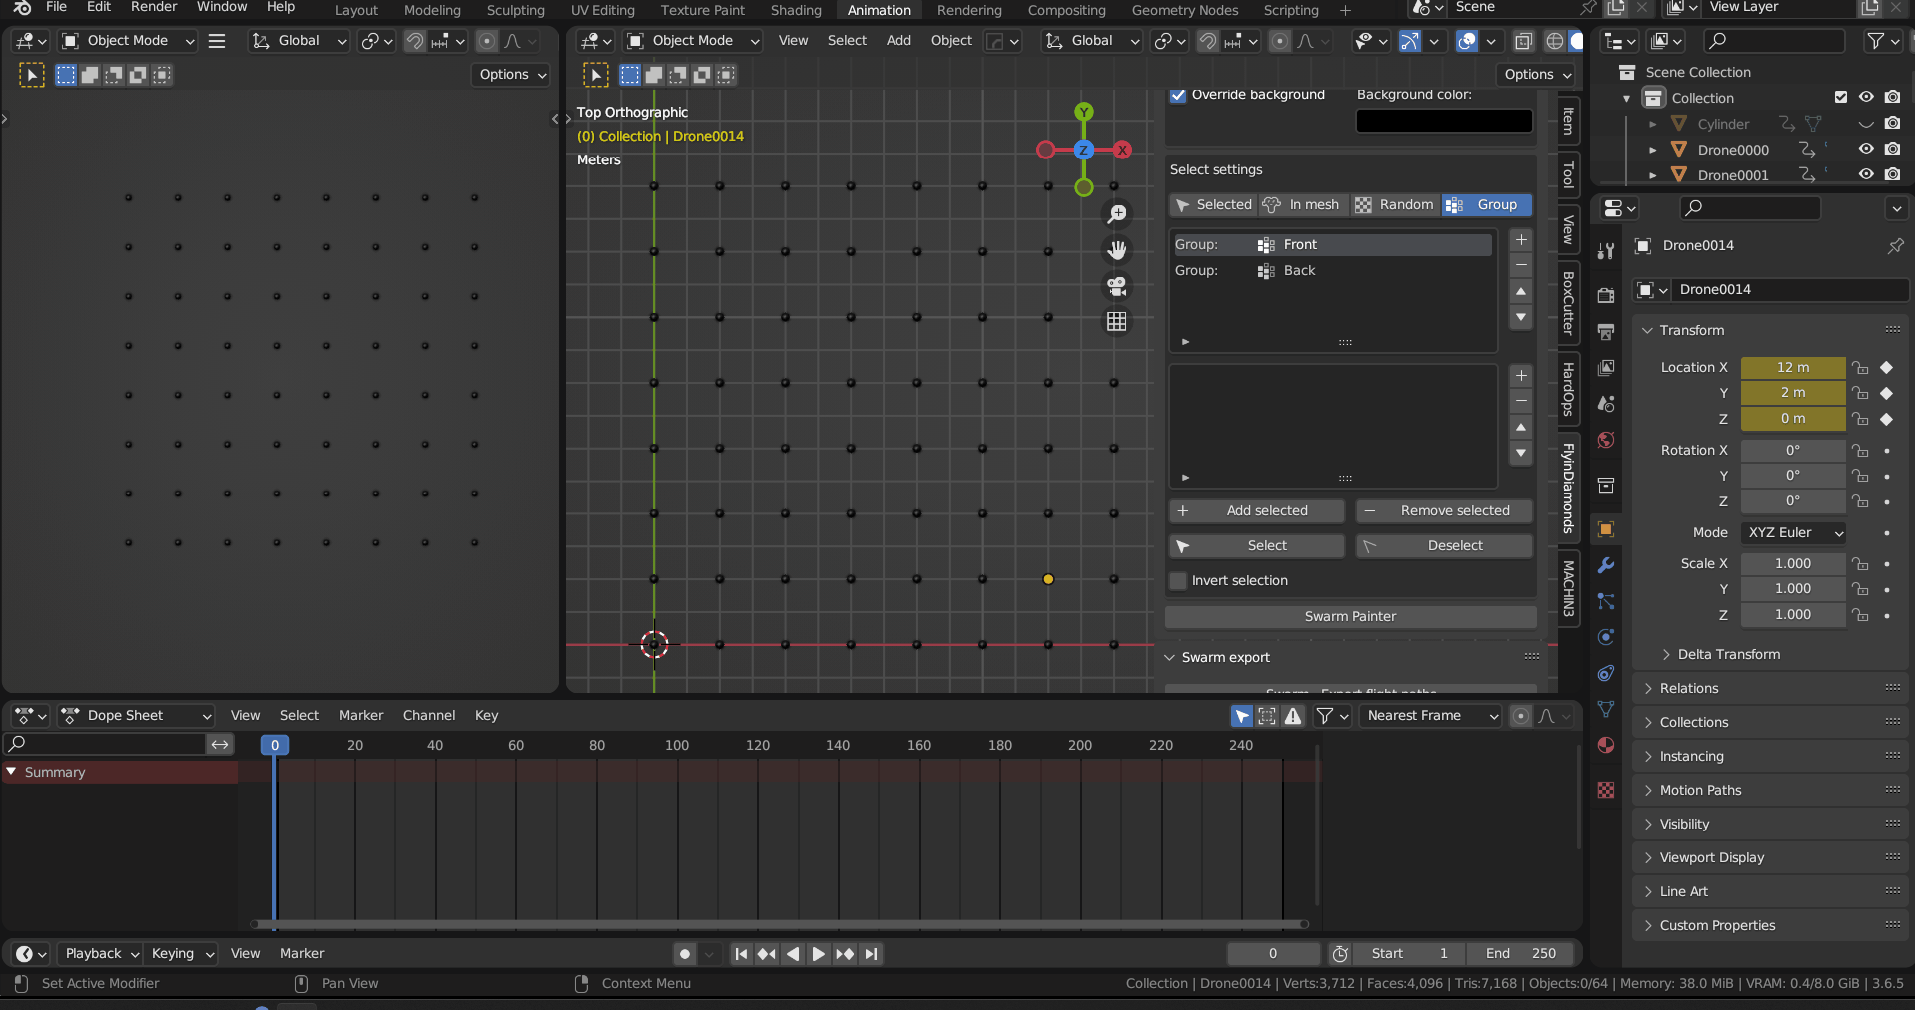 File Edit Render Window Help Layout Modeling Sculpting UV Editing Texture Paint Shading Animation Rendering Compositing Geometry Nodes Scripting + Scene View Layer
Object Mode Global
Options
Object Mode View Select Add Object Global
Options
Top Orthographic
(0) Collection | Drone0014
Meters
Y
X
Z
Override background Background color:
Select settings
Selected In mesh Random Group
Group: Front
Group: Back
Add selected Remove selected
Select Deselect
Invert selection
Swarm Painter
Swarm export
Swarm - Export flight paths
Item
Tool
View
BoxCutter
HardOps
FlyinDiamonds
MACHIN3
Scene Collection
Collection
Cylinder
Drone0000
Drone0001
Drone0014
Drone0014
Transform
Location X 12 m
Y 2 m
Z 0 m
Rotation X 0°
Y 0°
Z 0°
Mode XYZ Euler
Scale X 1.000
Y 1.000
Z 1.000
Delta Transform
Relations
Collections
Instancing
Motion Paths
Visibility
Viewport Display
Line Art
Custom Properties
Dope Sheet View Select Marker Channel Key Nearest Frame
0 20 40 60 80 100 120 140 160 180 200 220 240
Summary
Playback Keying View Marker 0 Start 1 End 250
Set Active Modifier Pan View Context Menu Collection | Drone0014 | Verts:3,712 | Faces:4,096 | Tris:7,168 | Objects:0/64 | Memory: 38.0 MiB | VRAM: 0.4/8.0 GiB | 3.6.5